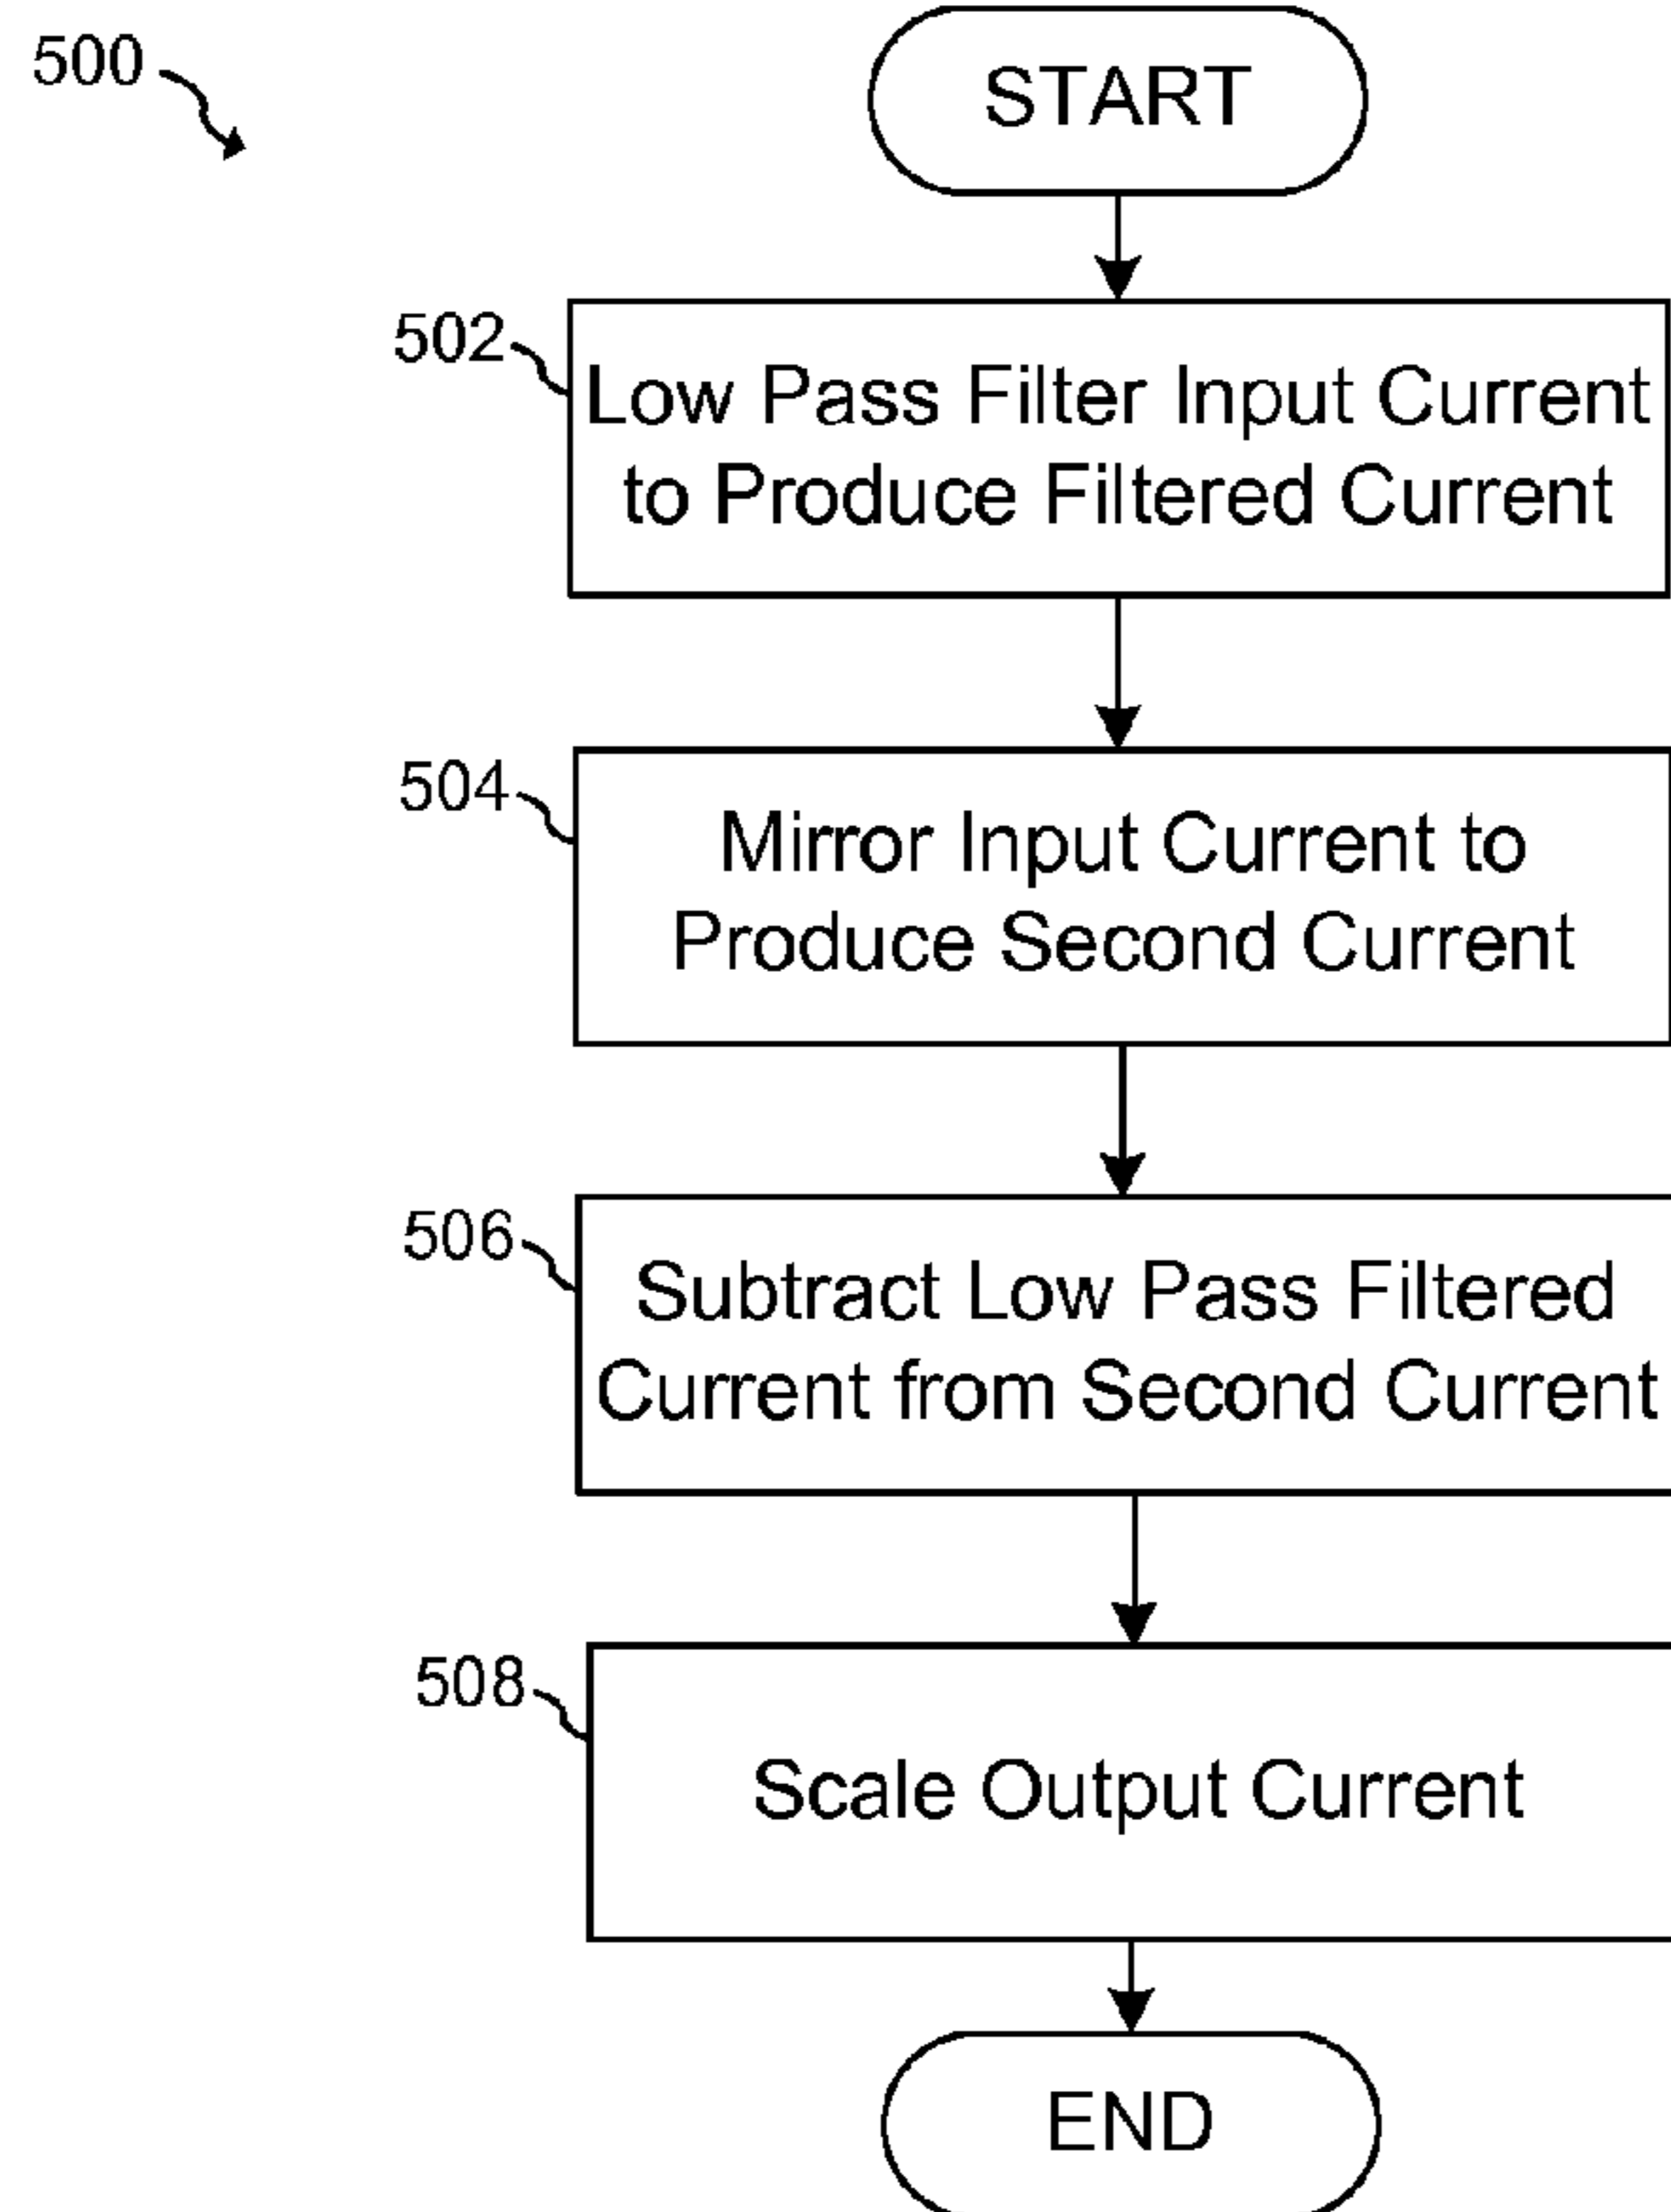 500
START
502
Low Pass Filter Input Current
to Produce Filtered Current
504
Mirror Input Current to
Produce Second Current
506
Subtract Low Pass Filtered
Current from Second Current
508
Scale Output Current
END